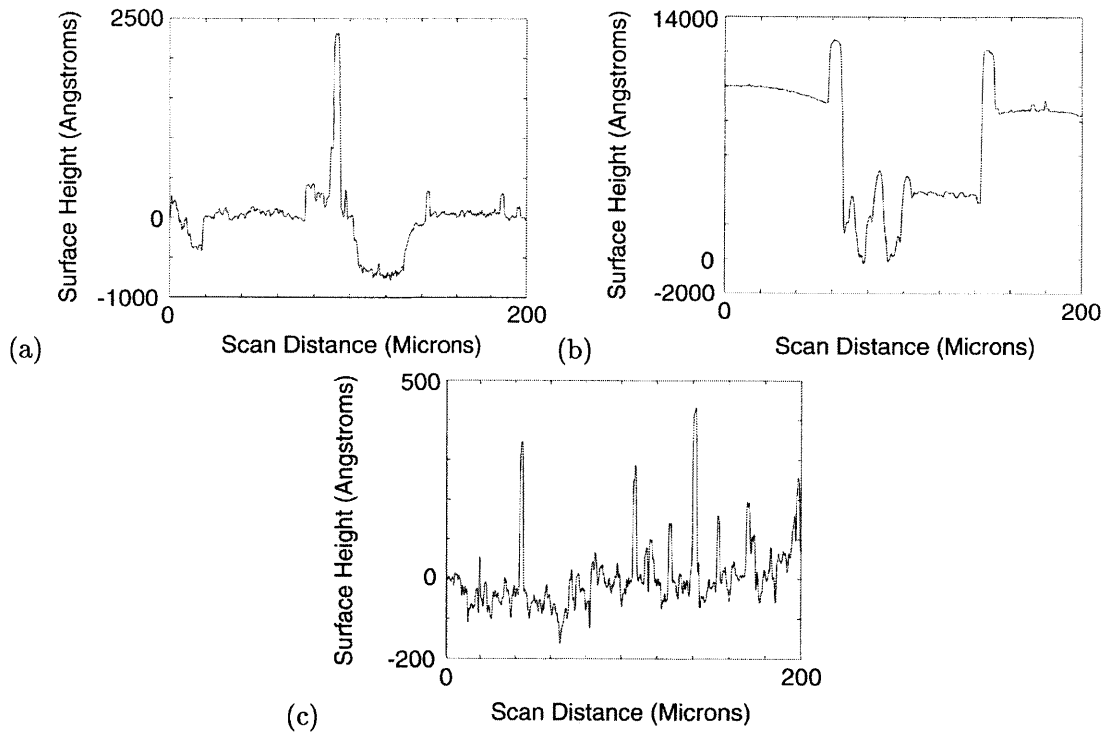 2500
0
-1000
0
200
Surface Height (Angstroms)
Scan Distance (Microns)
(a)
14000
0
-2000
0
200
Surface Height (Angstroms)
Scan Distance (Microns)
(b)
500
0
-200
0
200
Surface Height (Angstroms)
Scan Distance (Microns)
(c)